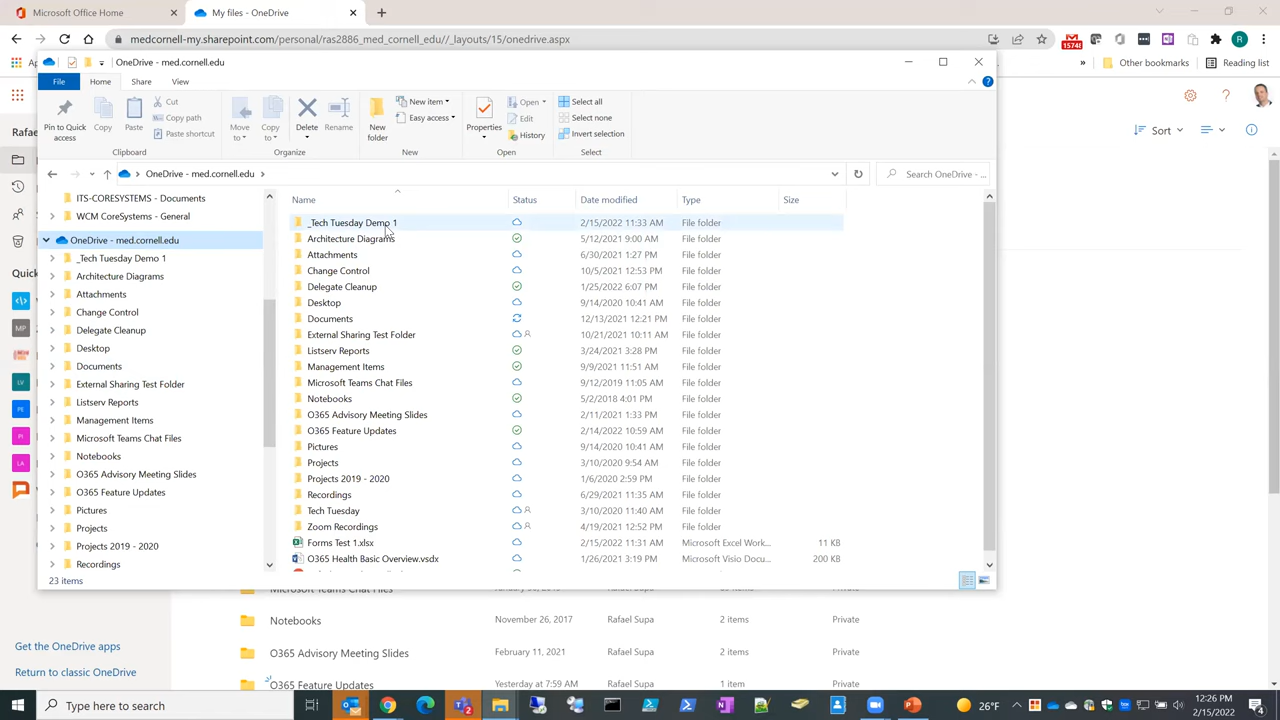 Microsoft Office Home
My files - OneDrive
medcornell-my.sharepoint.com/personal/ras2886_med_cornell_edu//_layouts/15/onedrive.aspx
1574
Other bookmarks
Reading list
OneDrive - med.cornell.edu
File
Home
Share
View
Pin to Quick access
Copy
Paste
Cut
Copy path
Paste shortcut
Clipboard
Move to
Copy to
Delete
Rename
Organize
New folder
New item
Easy access
New
Properties
Open
Edit
History
Open
Select all
Select none
Invert selection
Select
Sort
OneDrive - med.cornell.edu
Search OneDrive - ...
ITS-CORESYSTEMS - Documents
WCM CoreSystems - General
OneDrive - med.cornell.edu
_Tech Tuesday Demo 1
Architecture Diagrams
Attachments
Change Control
Delegate Cleanup
Desktop
Documents
External Sharing Test Folder
Listserv Reports
Management Items
Microsoft Teams Chat Files
Notebooks
O365 Advisory Meeting Slides
O365 Feature Updates
Pictures
Projects
Projects 2019 - 2020
Recordings
Name Status Date modified Type Size
_Tech Tuesday Demo 1 2/15/2022 11:33 AM File folder
Architecture Diagrams 5/12/2021 9:00 AM File folder
Attachments 6/30/2021 1:27 PM File folder
Change Control 10/5/2021 12:53 PM File folder
Delegate Cleanup 1/25/2022 6:07 PM File folder
Desktop 9/14/2020 10:41 AM File folder
Documents 12/13/2021 12:21 PM File folder
External Sharing Test Folder 10/21/2021 10:11 AM File folder
Listserv Reports 3/24/2021 3:28 PM File folder
Management Items 9/9/2021 11:51 AM File folder
Microsoft Teams Chat Files 9/12/2019 11:05 AM File folder
Notebooks 5/2/2018 4:01 PM File folder
O365 Advisory Meeting Slides 2/11/2021 1:33 PM File folder
O365 Feature Updates 2/14/2022 10:59 AM File folder
Pictures 9/14/2020 10:41 AM File folder
Projects 3/10/2020 9:54 AM File folder
Projects 2019 - 2020 1/6/2020 2:59 PM File folder
Recordings 6/29/2021 11:35 AM File folder
Tech Tuesday 3/10/2020 11:40 AM File folder
Zoom Recordings 4/19/2021 12:52 PM File folder
Forms Test 1.xlsx 2/15/2022 11:31 AM Microsoft Excel Work... 11 KB
O365 Health Basic Overview.vsdx 1/26/2021 3:19 PM Microsoft Visio Docu... 200 KB
23 items
Rafae
Quick
MP
LV
PE
PI
LA
Notebooks November 26, 2017 Rafael Supa 2 items Private
O365 Advisory Meeting Slides February 11, 2021 Rafael Supa 2 items Private
O365 Feature Updates Yesterday at 7:59 AM Rafael Supa 1 item Private
Get the OneDrive apps
Return to classic OneDrive
Type here to search
26°F
12:26 PM
2/15/2022